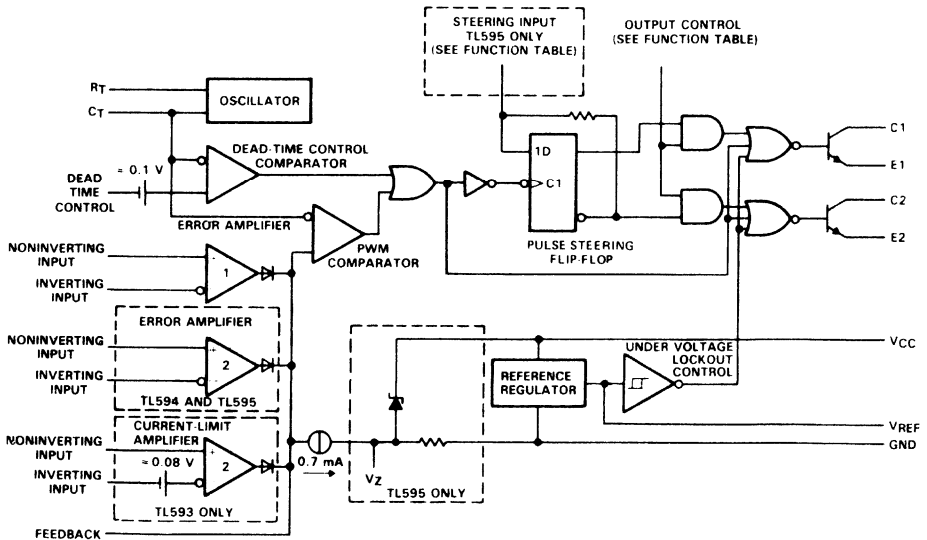 STEERING INPUT
TL595 ONLY
(SEE FUNCTION TABLE)
OUTPUT CONTROL
(SEE FUNCTION TABLE)
RT
CT
OSCILLATOR
DEAD-TIME CONTROL
COMPARATOR
≈ 0.1 V
DEAD
TIME
CONTROL
1D
C1
PULSE STEERING
FLIP-FLOP
C1
E1
C2
E2
ERROR AMPLIFIER
PWM
COMPARATOR
NONINVERTING
INPUT
INVERTING
INPUT
1
ERROR AMPLIFIER
NONINVERTING
INPUT
INVERTING
INPUT
+
2
TL594 AND TL595
CURRENT-LIMIT
AMPLIFIER
NONINVERTING
INPUT
≈0.08 V
INVERTING
INPUT
+
2
TL593 ONLY
FEEDBACK
0.7 mA
VZ
TL595 ONLY
REFERENCE
REGULATOR
UNDER VOLTAGE
LOCKOUT
CONTROL
VCC
VREF
GND